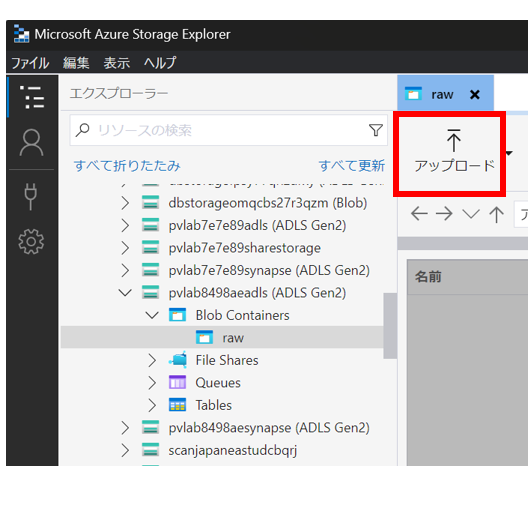 Microsoft Azure Storage Explorer
ファイル 編集 表示 ヘルプ
エクスプローラー
リソースの検索
すべて折りたたみ すべて更新
dbstorageomqcbs27r3qzm (Blob)
pvlab7e7e89adls (ADLS Gen2)
pvlab7e7e89sharestorage
pvlab7e7e89synapse (ADLS Gen2)
pvlab8498aeadls (ADLS Gen2)
Blob Containers
raw
File Shares
Queues
Tables
pvlab8498aesynapse (ADLS Gen2)
scanjapaneastudcbqrj
raw
アップロード
名前